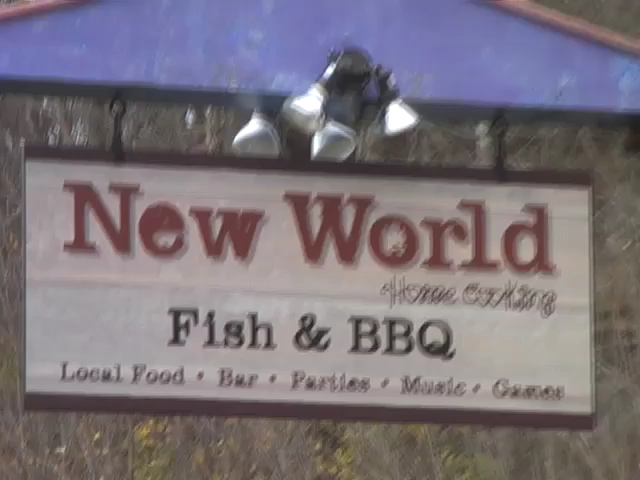 New World
Home Cooking
Fish & BBQ
Local Food • Bar • Parties • Music • Games